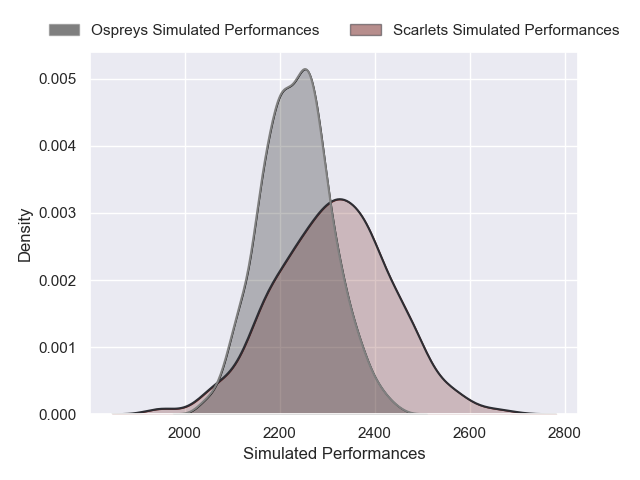 Ospreys Simulated Performances Scarlets Simulated Performances
0.005
0.004
0.003
0.002
0.001
0.000
Density
2000 2200 2400 2600 2800
Simulated Performances